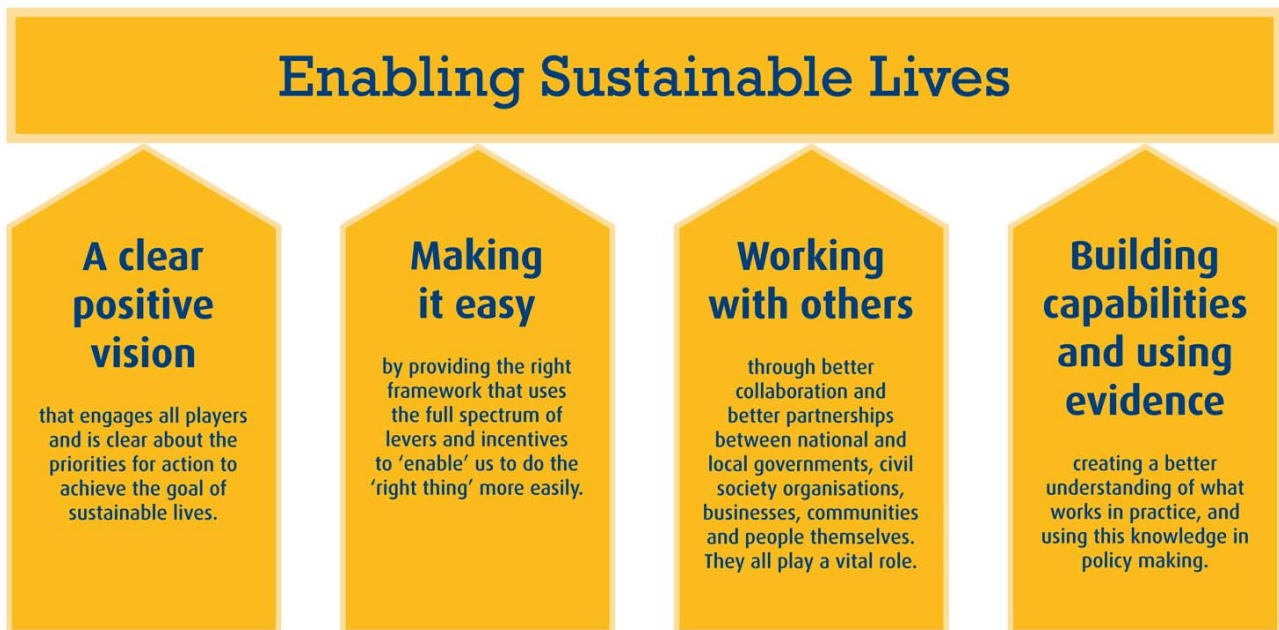 Enabling Sustainable Lives
A clear
positive
vision
that engages all players
and is clear about the
priorities for action to
achieve the goal of
sustainable lives.
Making
it easy
by providing the right
framework that uses
the full spectrum of
levers and incentives
to ‘enable’ us to do the
‘right thing’ more easily.
Working
with others
through better
collaboration and
better partnerships
between national and
local governments, civil
society organisations,
businesses, communities
and people themselves.
They all play a vital role.
Building
capabilities
and using
evidence
creating a better
understanding of what
works in practice, and
using this knowledge in
policy making.